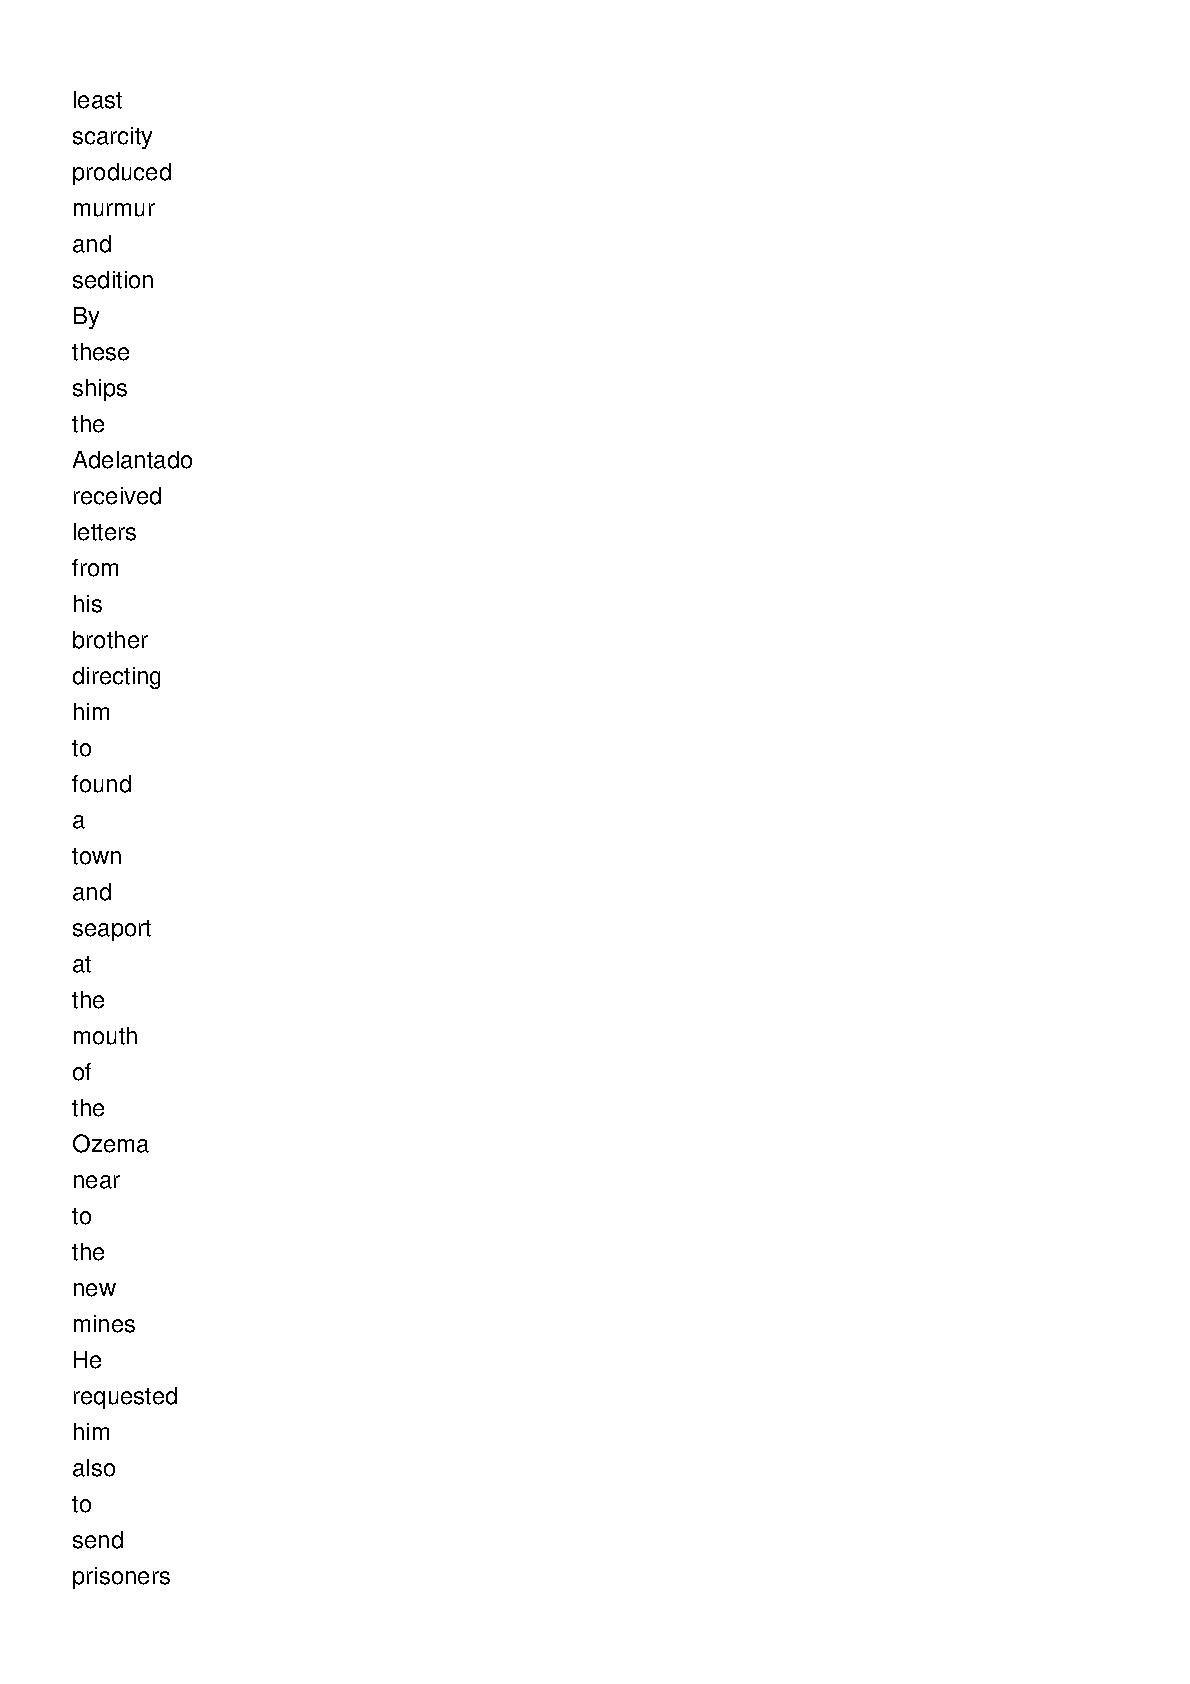 least
scarcity
produced
murmur
and
sedition
By
these
ships
the
Adelantado
received
letters
from
his
brother
directing
him
to
found
a
town
and
seaport
at
the
mouth
of
the
Ozema
near
to
the
new
mines
He
requested
him
also
to
send
prisoners